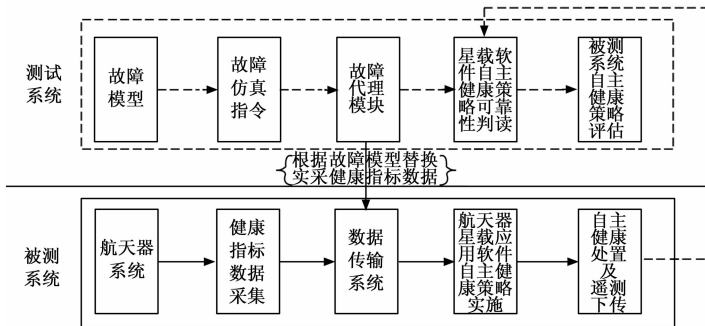 测试
系统
故障
模型
故障
仿真
指令
故障
代理
模块
星载软
件自主
健康策
略可靠
性判读
被测
系统
自主
健康
策略
评估
根据故障模型替换
实采健康指标数据
被测
系统
航天器
系统
健康
指标
数据
采集
数据
传输
系统
航天器
星载应
用软件
自主健
康策略
实施
自主
健康
处置
及
遥测
下传